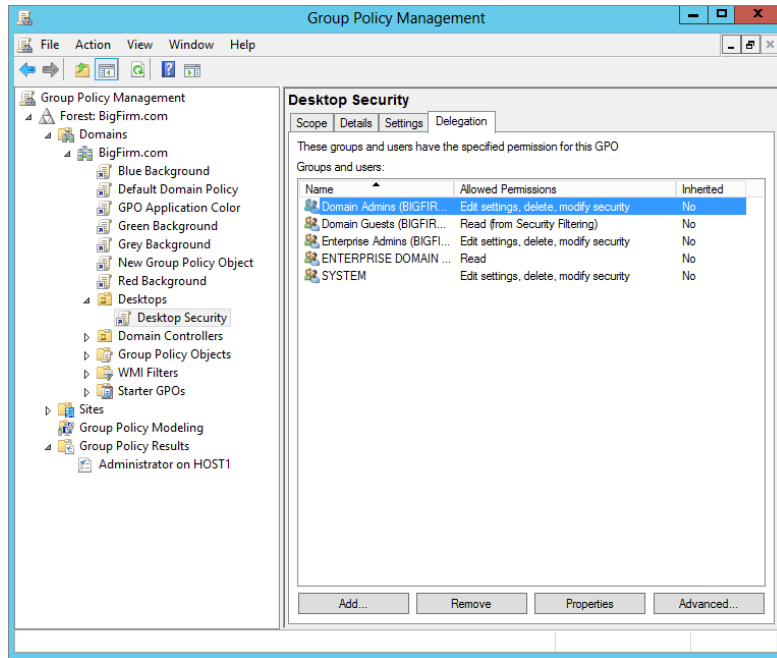 Group Policy Management
File Action View Window Help
Group Policy Management
Forest: BigFirm.com
Domains
BigFirm.com
Blue Background
Default Domain Policy
GPO Application Color
Green Background
Grey Background
New Group Policy Object
Red Background
Desktops
Desktop Security
Domain Controllers
Group Policy Objects
WMI Filters
Starter GPOs
Sites
Group Policy Modeling
Group Policy Results
Administrator on HOST1
Desktop Security
Scope Details Settings Delegation
These groups and users have the specified permission for this GPO
Groups and users:
Name Allowed Permissions Inherited
Domain Admins (BIGFIR... Edit settings, delete, modify security No
Domain Guests (BIGFIR... Read (from Security Filtering) No
Enterprise Admins (BIGFI... Edit settings, delete, modify security No
ENTERPRISE DOMAIN ... Read No
SYSTEM Edit settings, delete, modify security No
Add... Remove Properties Advanced...